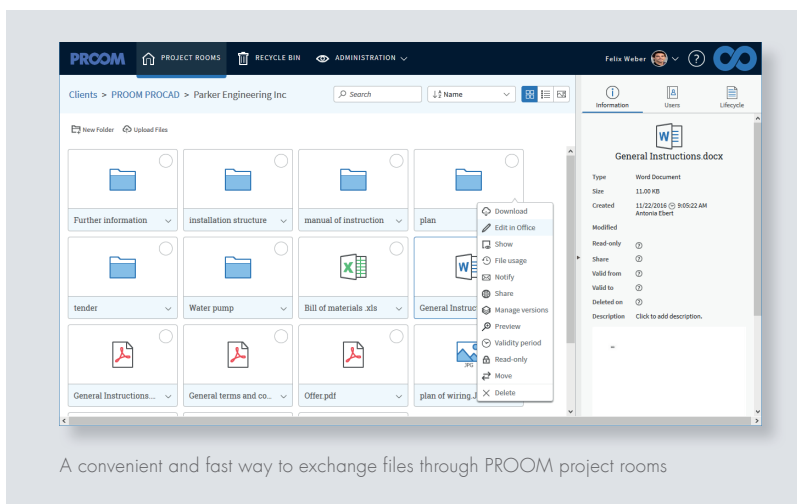 PROOM PROJECT ROOMS RECYCLE BIN ADMINISTRATION Felix Weber ?
Clients > PROOM PROCAD > Parker Engineering Inc Search Name
Information Users Lifecycle
New Folder Upload Files
General Instructions.docx
Type Word Document
Size 11.00 KB
Created 11/22/2016 9:05:22 AM
Antonia Ebert
Modified
Read-only ?
Share ?
Valid from ?
Valid to ?
Deleted on ?
Description Click to add description.
-
Further information installation structure manual of instruction plan
tender Water pump Bill of materials .xls General Instruc
General Instructions... General terms and co... Offer.pdf JPG plan of wiring.J
Download
Edit in Office
Show
File usage
Notify
Share
Manage versions
Preview
Validity period
Read-only
Move
Delete
A convenient and fast way to exchange files through PROOM project rooms